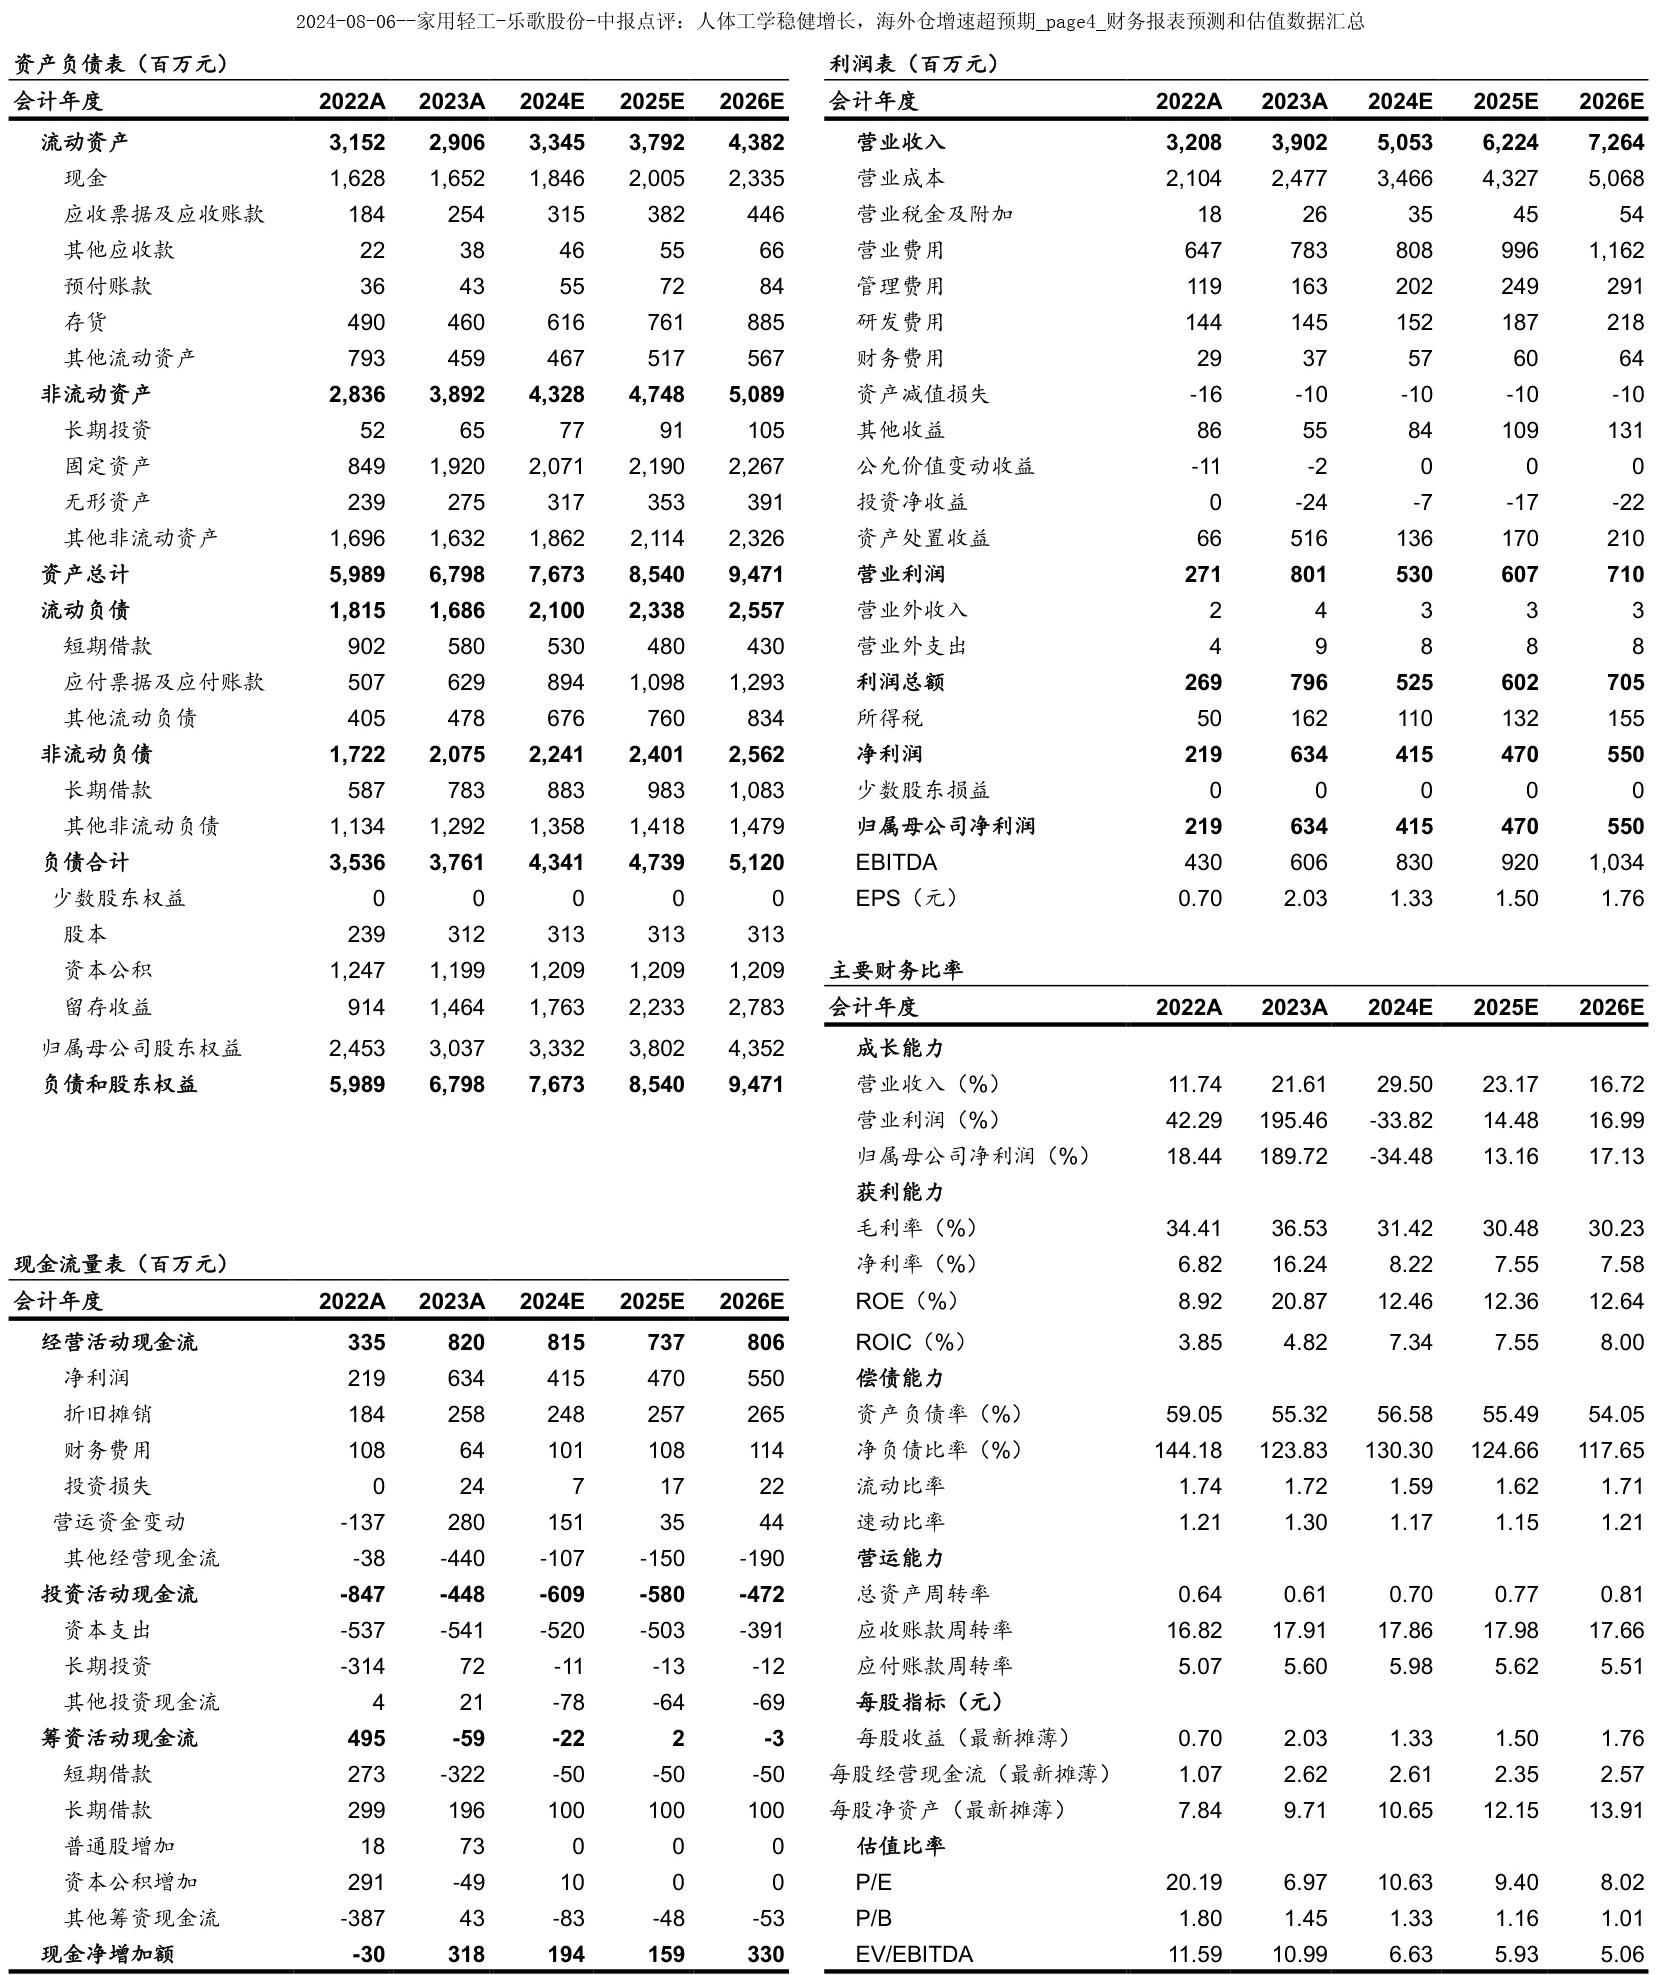 2024-08-06--家用轻工-乐歌股份-中报点评：人体工学稳健增长，海外仓增速超预期_page4_财务报表预测和估值数据汇总
资产负债表（百万元）
会计年度 2022A 2023A 2024E 2025E 2026E
流动资产 3,152 2,906 3,345 3,792 4,382
现金 1,628 1,652 1,846 2,005 2,335
应收票据及应收账款 184 254 315 382 446
其他应收款 22 38 46 55 66
预付账款 36 43 55 72 84
存货 490 460 616 761 885
其他流动资产 793 459 467 517 567
非流动资产 2,836 3,892 4,328 4,748 5,089
长期投资 52 65 77 91 105
固定资产 849 1,920 2,071 2,190 2,267
无形资产 239 275 317 353 391
其他非流动资产 1,696 1,632 1,862 2,114 2,326
资产总计 5,989 6,798 7,673 8,540 9,471
流动负债 1,815 1,686 2,100 2,338 2,557
短期借款 902 580 530 480 430
应付票据及应付账款 507 629 894 1,098 1,293
其他流动负债 405 478 676 760 834
非流动负债 1,722 2,075 2,241 2,401 2,562
长期借款 587 783 883 983 1,083
其他非流动负债 1,134 1,292 1,358 1,418 1,479
负债合计 3,536 3,761 4,341 4,739 5,120
少数股东权益 0 0 0 0 0
股本 239 312 313 313 313
资本公积 1,247 1,199 1,209 1,209 1,209
留存收益 914 1,464 1,763 2,233 2,783
归属母公司股东权益 2,453 3,037 3,332 3,802 4,352
负债和股东权益 5,989 6,798 7,673 8,540 9,471
现金流量表（百万元）
会计年度 2022A 2023A 2024E 2025E 2026E
经营活动现金流 335 820 815 737 806
净利润 219 634 415 470 550
折旧摊销 184 258 248 257 265
财务费用 108 64 101 108 114
投资损失 0 24 7 17 22
营运资金变动 -137 280 151 35 44
其他经营现金流 -38 -440 -107 -150 -190
投资活动现金流 -847 -448 -609 -580 -472
资本支出 -537 -541 -520 -503 -391
长期投资 -314 72 -11 -13 -12
其他投资现金流 4 21 -78 -64 -69
筹资活动现金流 495 -59 -22 2 -3
短期借款 273 -322 -50 -50 -50
长期借款 299 196 100 100 100
普通股增加 18 73 0 0 0
资本公积增加 291 -49 10 0 0
其他筹资现金流 -387 43 -83 -48 -53
现金净增加额 -30 318 194 159 330
利润表（百万元）
会计年度 2022A 2023A 2024E 2025E 2026E
营业收入 3,208 3,902 5,053 6,224 7,264
营业成本 2,104 2,477 3,466 4,327 5,068
营业税金及附加 18 26 35 45 54
营业费用 647 783 808 996 1,162
管理费用 119 163 202 249 291
研发费用 144 145 152 187 218
财务费用 29 37 57 60 64
资产减值损失 -16 -10 -10 -10 -10
其他收益 86 55 84 109 131
公允价值变动收益 -11 -2 0 0 0
投资净收益 0 -24 -7 -17 -22
资产处置收益 66 516 136 170 210
营业利润 271 801 530 607 710
营业外收入 2 4 3 3 3
营业外支出 4 9 8 8 8
利润总额 269 796 525 602 705
所得税 50 162 110 132 155
净利润 219 634 415 470 550
少数股东损益 0 0 0 0 0
归属母公司净利润 219 634 415 470 550
EBITDA 430 606 830 920 1,034
EPS（元） 0.70 2.03 1.33 1.50 1.76
主要财务比率
会计年度 2022A 2023A 2024E 2025E 2026E
成长能力
营业收入（%） 11.74 21.61 29.50 23.17 16.72
营业利润（%） 42.29 195.46 -33.82 14.48 16.99
归属母公司净利润（%） 18.44 189.72 -34.48 13.16 17.13
获利能力
毛利率（%） 34.41 36.53 31.42 30.48 30.23
净利率（%） 6.82 16.24 8.22 7.55 7.58
ROE（%） 8.92 20.87 12.46 12.36 12.64
ROIC（%） 3.85 4.82 7.34 7.55 8.00
偿债能力
资产负债率（%） 59.05 55.32 56.58 55.49 54.05
净负债比率（%） 144.18 123.83 130.30 124.66 117.65
流动比率 1.74 1.72 1.59 1.62 1.71
速动比率 1.21 1.30 1.17 1.15 1.21
营运能力
总资产周转率 0.64 0.61 0.70 0.77 0.81
应收账款周转率 16.82 17.91 17.86 17.98 17.66
应付账款周转率 5.07 5.60 5.98 5.62 5.51
每股指标（元）
每股收益（最新摊薄） 0.70 2.03 1.33 1.50 1.76
每股经营现金流（最新摊薄） 1.07 2.62 2.61 2.35 2.57
每股净资产（最新摊薄） 7.84 9.71 10.65 12.15 13.91
估值比率
P/E 20.19 6.97 10.63 9.40 8.02
P/B 1.80 1.45 1.33 1.16 1.01
EV/EBITDA 11.59 10.99 6.63 5.93 5.06